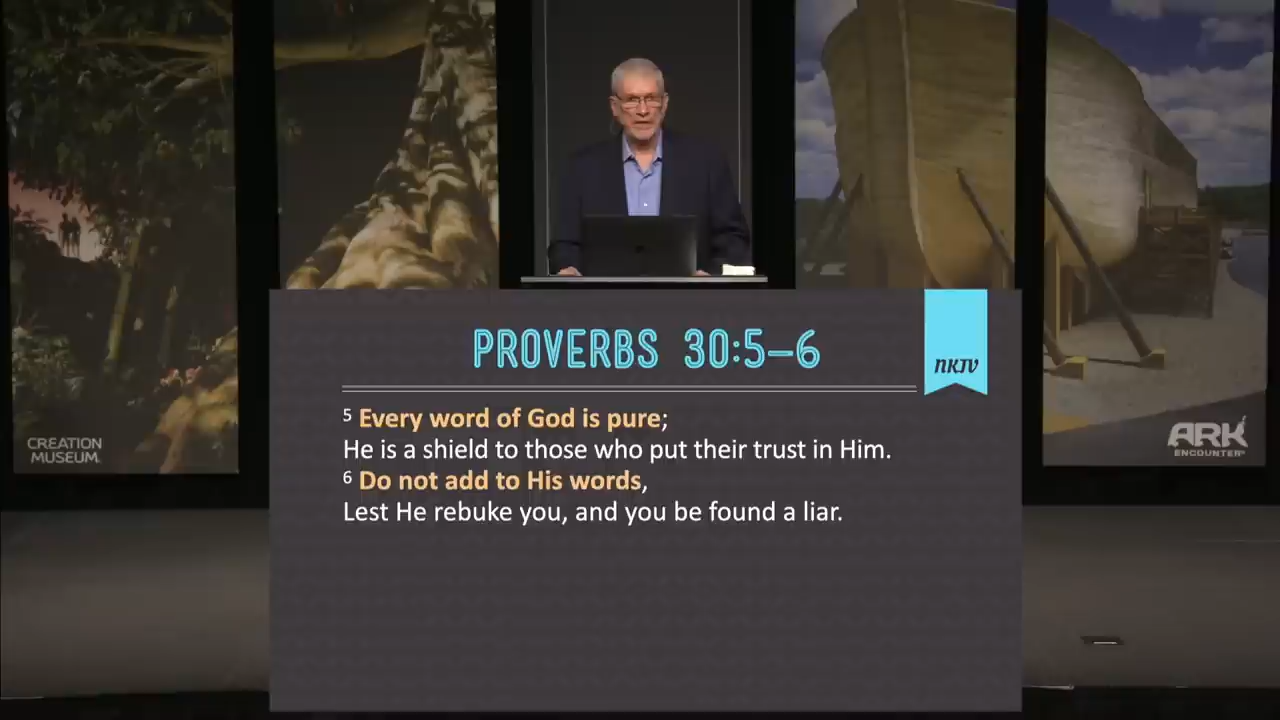 PROVERBS 30:5–6
NKJV
5 Every word of God is pure;
He is a shield to those who put their trust in Him.
6 Do not add to His words,
Lest He rebuke you, and you be found a liar.
CREATION
MUSEUM
ARK
ENCOUNTER